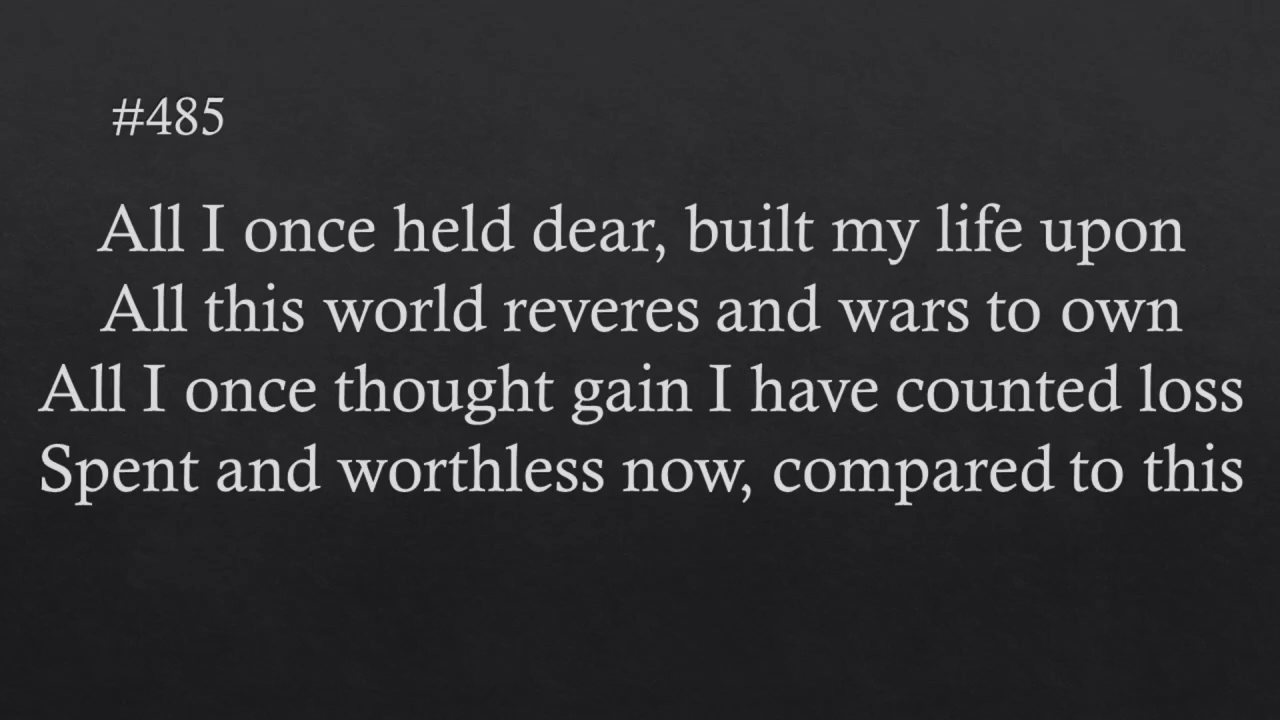 #485
All I once held dear, built my life upon
All this world reveres and wars to own
All I once thought gain I have counted loss
Spent and worthless now, compared to this